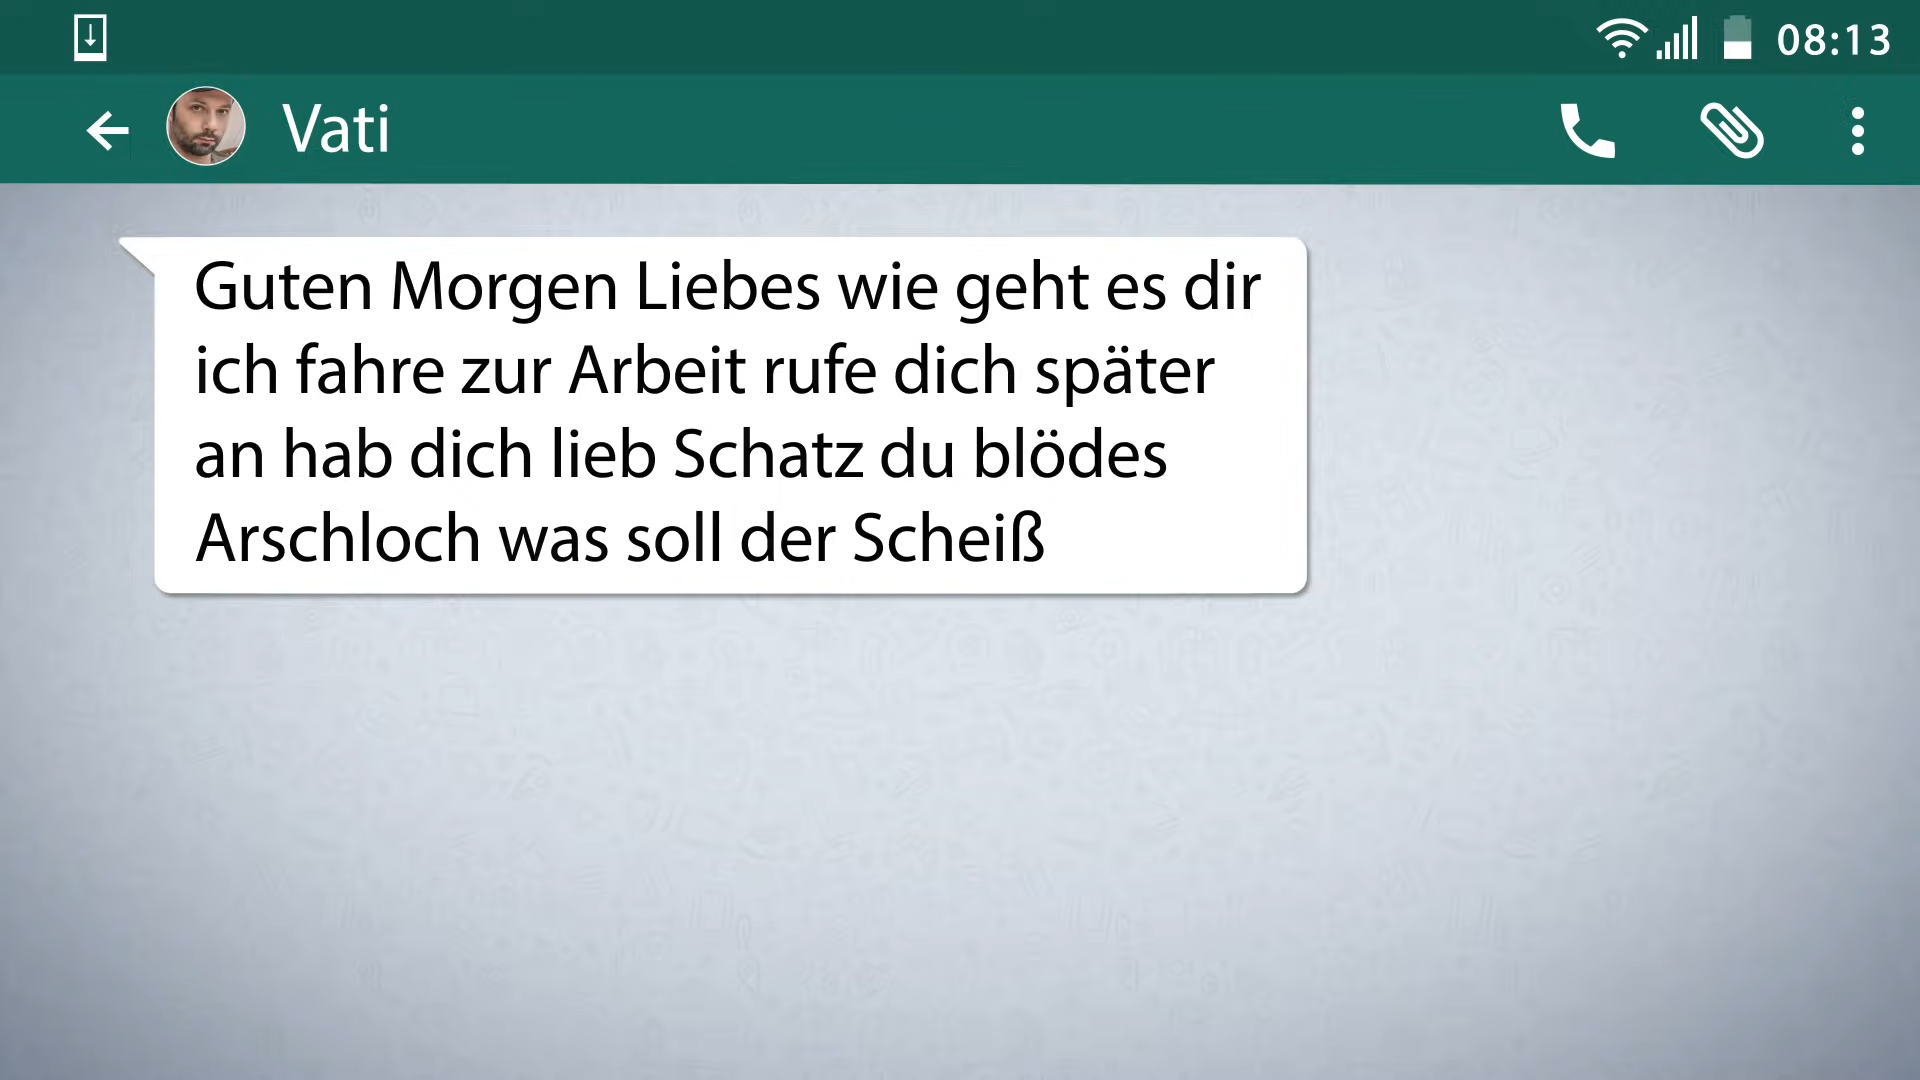 08:13
Vati
Guten Morgen Liebes wie geht es dir
ich fahre zur Arbeit rufe dich später
an hab dich lieb Schatz du blödes
Arschloch was soll der Scheiß